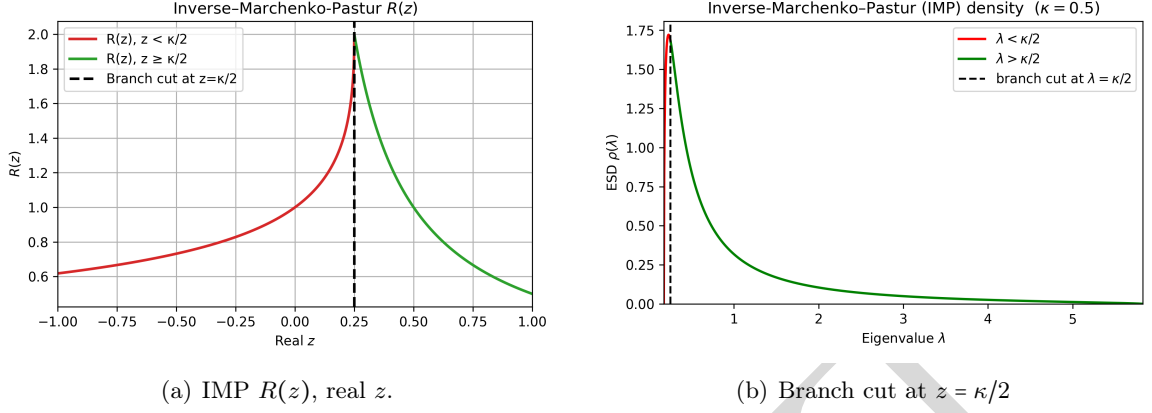 Inverse–Marchenko-Pastur R(z)
R(z), z < κ/2
R(z), z ≥ κ/2
Branch cut at z=κ/2
R(z)
2.0
1.8
1.6
1.4
1.2
1.0
0.8
0.6
−1.00 −0.75 −0.50 −0.25 0.00 0.25 0.50 0.75 1.00
Real z
(a) IMP R(z), real z.
Inverse-Marchenko–Pastur (IMP) density (κ = 0.5)
λ < κ/2
λ > κ/2
branch cut at λ = κ/2
ESD ρ(λ)
1.75
1.50
1.25
1.00
0.75
0.50
0.25
0.00
1 2 3 4 5
Eigenvalue λ
(b) Branch cut at z = κ/2